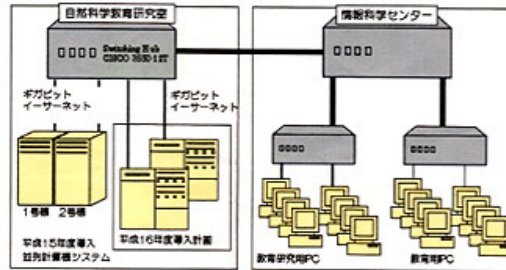 自然科学教育研究室
情報科学センター
Switching Hub
CISCO 3550 12T
ギガビット
イーサーネット
ギガビット
イーサーネット
1号機 2号機
平成15年度導入
並列計算機システム
平成16年度導入計画
教育研究用PC
教育用PC